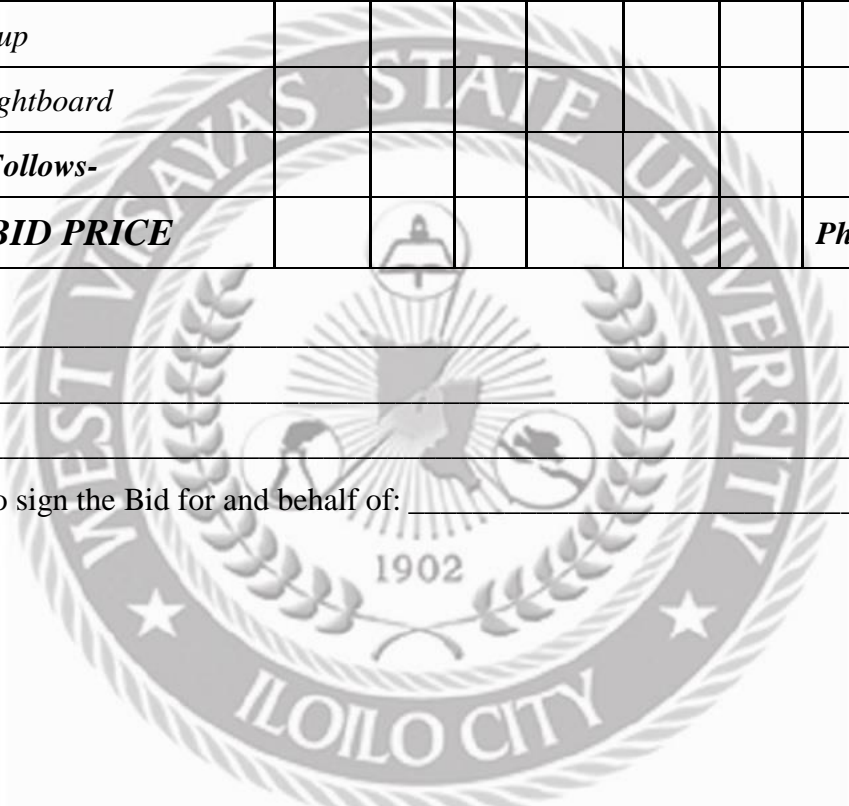 up
ghtboard
Follows-
BID PRICE
Ph
o sign the Bid for and behalf of: ____________________________
WEST VISAYAS STATE UNIVERSITY
1902
ILOILO CITY